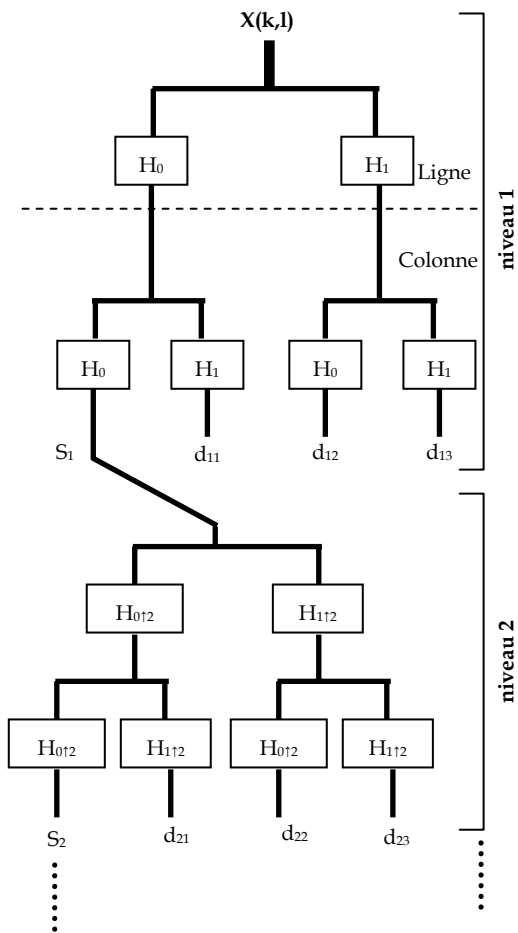 X(k,l)
H₀ H₁ Ligne
niveau 1
Colonne
H₀ H₁ H₀ H₁
S₁ d₁₁ d₁₂ d₁₃
H₀↑₂ H₁↑₂
niveau 2
H₀↑₂ H₁↑₂ H₀↑₂ H₁↑₂
S₂ d₂₁ d₂₂ d₂₃